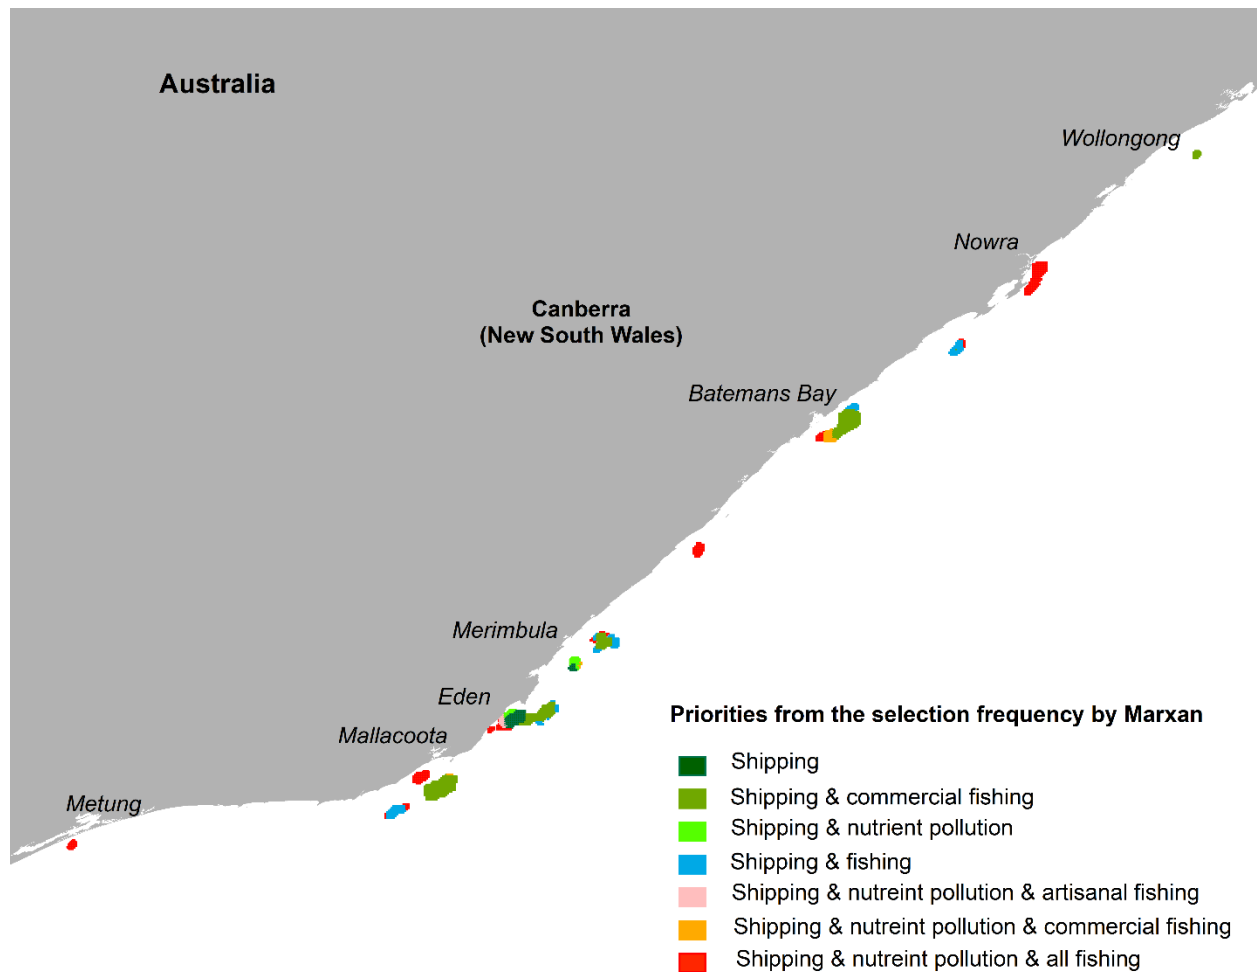 Australia
Wollongong
Nowra
Canberra
(New South Wales)
Batemans Bay
Merimbula
Eden
Mallacoota
Metung
Priorities from the selection frequency by Marxan
Shipping
Shipping & commercial fishing
Shipping & nutrient pollution
Shipping & fishing
Shipping & nutreint pollution & artisanal fishing
Shipping & nutreint pollution & commercial fishing
Shipping & nutreint pollution & all fishing